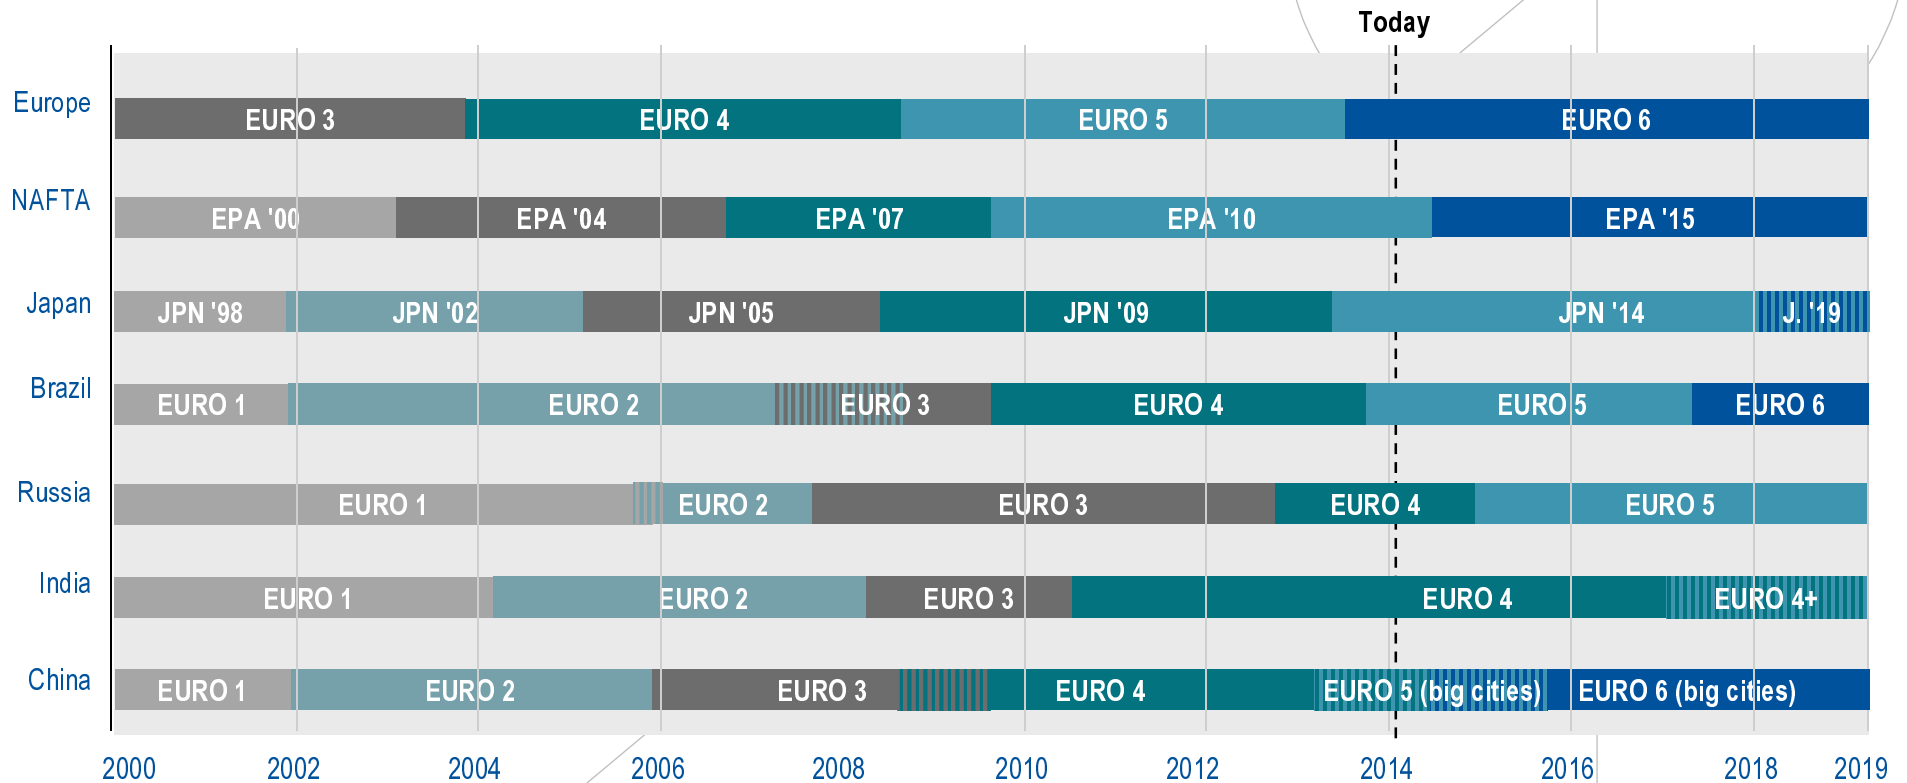 Today
Europe EURO 3 EURO 4 EURO 5 EURO 6
NAFTA EPA '00 EPA '04 EPA '07 EPA '10 EPA '15
Japan JPN '98 JPN '02 JPN '05 JPN '09 JPN '14 J. '19
Brazil EURO 1 EURO 2 EURO 3 EURO 4 EURO 5 EURO 6
Russia EURO 1 EURO 2 EURO 3 EURO 4 EURO 5
India EURO 1 EURO 2 EURO 3 EURO 4 EURO 4+
China EURO 1 EURO 2 EURO 3 EURO 4 EURO 5 (big cities) EURO 6 (big cities)
2000 2002 2004 2006 2008 2010 2012 2014 2016 2018 2019